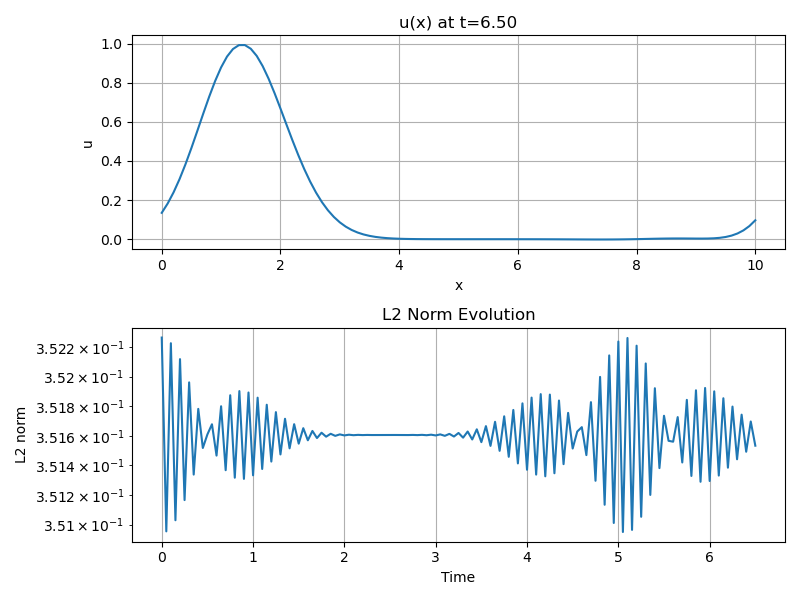 u(x) at t=6.50
1.0
0.8
0.6
0.4
0.2
0.0
u
0 2 4 6 8 10
x
L2 Norm Evolution
3.522 × 10⁻¹
3.52 × 10⁻¹
3.518 × 10⁻¹
3.516 × 10⁻¹
3.514 × 10⁻¹
3.512 × 10⁻¹
3.51 × 10⁻¹
L2 norm
0 1 2 3 4 5 6
Time